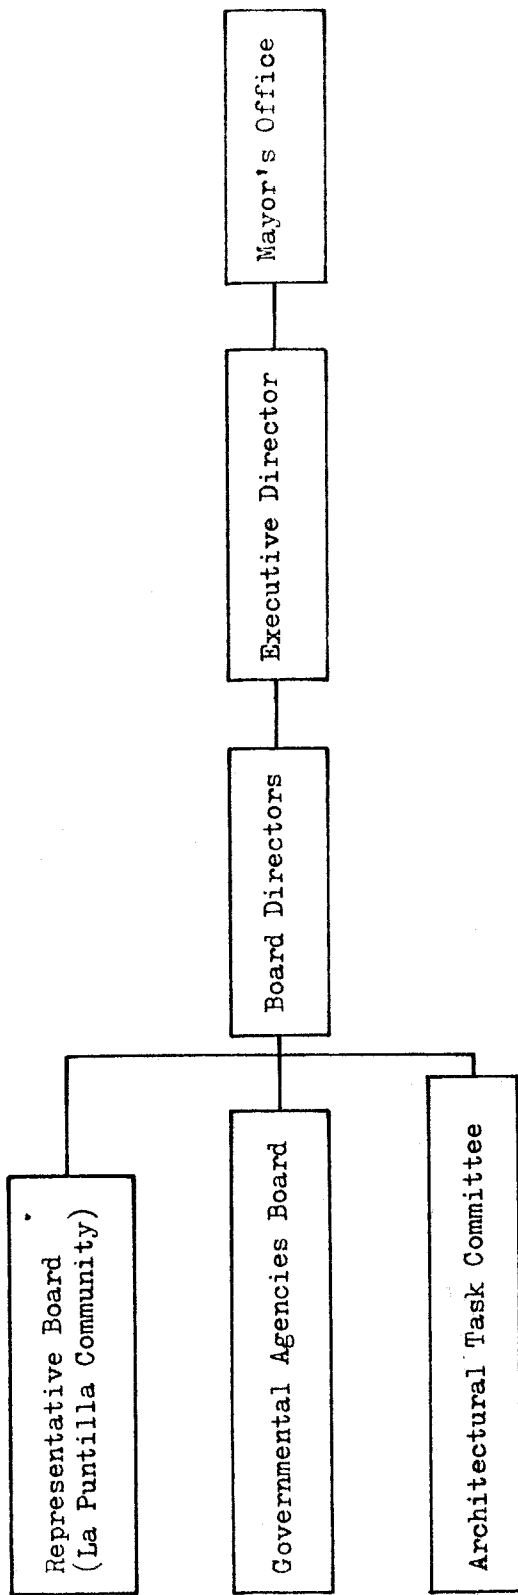 Representative Board
(La Puntilla Community)
Governmental Agencies Board
Architectural Task Committee
Board Directors
Executive Director
Mayor's Office